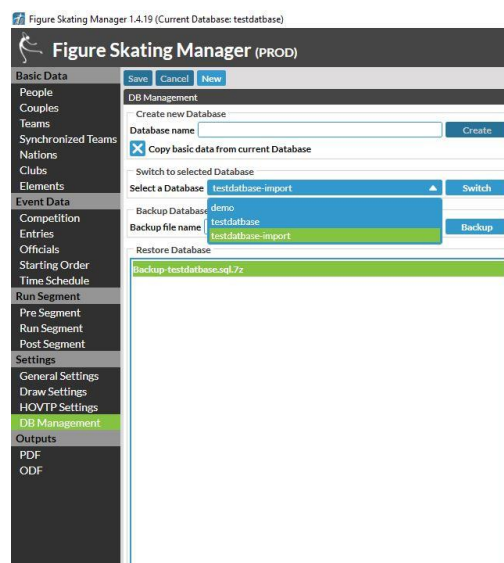 Figure Skating Manager 1.4.19 (Current Database: testdatbase)
Figure Skating Manager (PROD)
Basic Data
People
Couples
Teams
Synchronized Teams
Nations
Clubs
Elements
Event Data
Competition
Entries
Officials
Starting Order
Time Schedule
Run Segment
Pre Segment
Run Segment
Post Segment
Settings
General Settings
Draw Settings
HOVTP Settings
DB Management
Outputs
PDF
ODF
Save Cancel New
DB Management
Create new Database
Database name Create
Copy basic data from current Database
Switch to selected Database
Select a Database testdatbase-import Switch
demo
testdatbase
testdatbase-import
Backup Database
Backup file name Backup
Restore Database
Backup-testdatbase.sql.7z